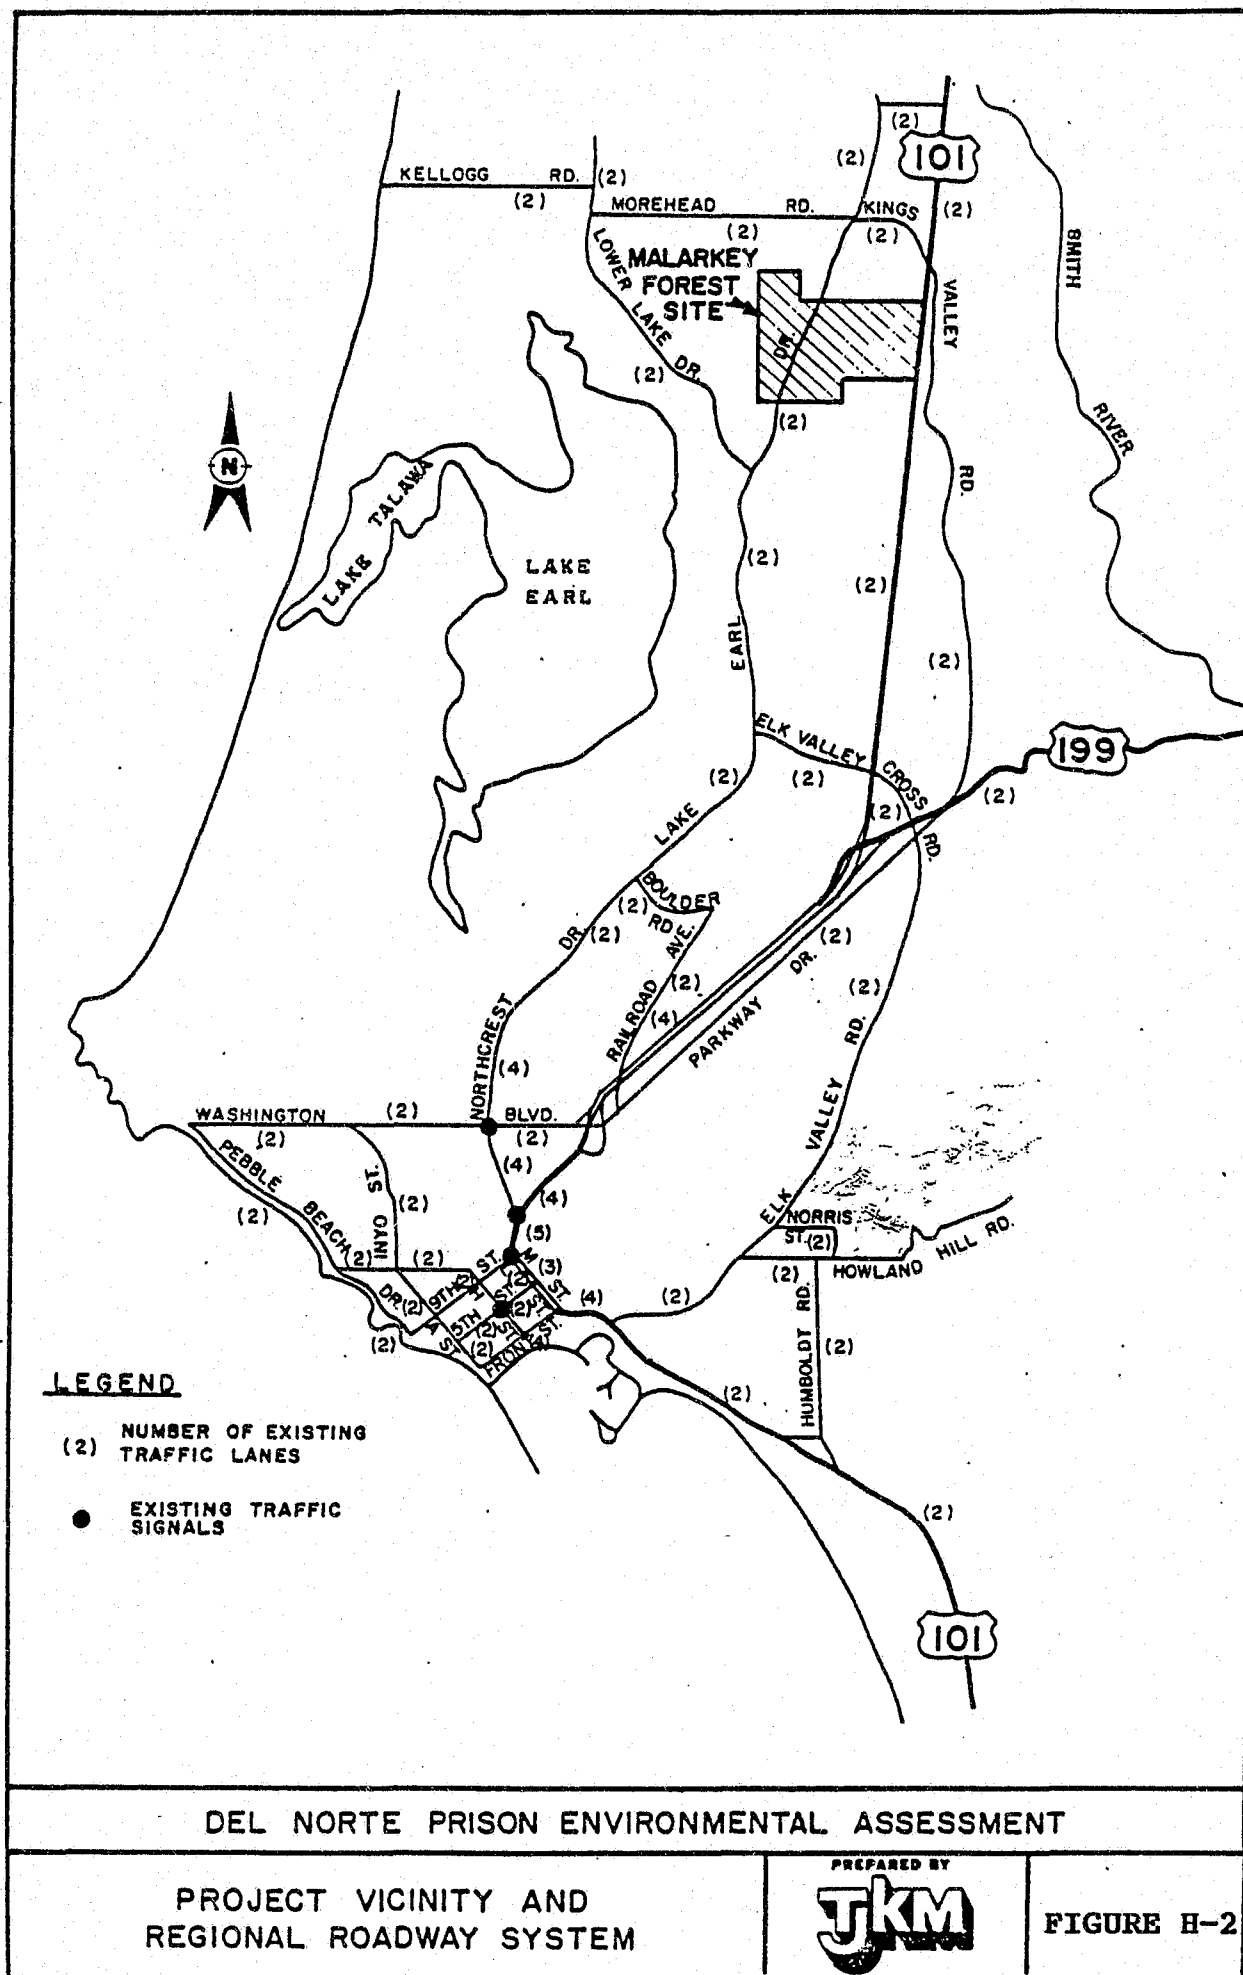 (2)
101
(2)
KELLOGG RD. (2)
(2)
MOREHEAD RD. KINGS (2)
(2) (2)
SMITH
LOWER LAKE DR.
MALARKEY
FOREST
SITE
VALLEY
DR.
(2)
(2)
RIVER
N
RD.
LAKE TALAWA
LAKE
EARL
(2)
(2)
EARL
(2)
ELK VALLEY CROSS RD.
199
(2)
(2)
(2)
(2)
LAKE
BOULDER
RD
(2)
DR.
(2)
AVE.
(2)
DR.
(2)
(2)
RAILROAD
(4)
PARKWAY
RD.
NORTHCREST
(4)
VALLEY
WASHINGTON (2) BLVD.
(2) (2)
PEBBLE
BEACH
DR.
(2)
INYO ST.
(2)
(4)
(4)
(5)
ELK
NORRIS
ST. (2)
HOWLAND HILL RD.
(2)
(2) (2)
9TH ST.
H ST.
M ST.
(3)
(2)
(2)
A ST.
5TH ST.
(2)
(2)
(2)
FRONT ST.
(4)
(4)
(2)
(2)
HUMBOLDT RD.
(2)
(2)
(2)
101
LEGEND
(2) NUMBER OF EXISTING
TRAFFIC LANES
EXISTING TRAFFIC
SIGNALS
DEL NORTE PRISON ENVIRONMENTAL ASSESSMENT
PROJECT VICINITY AND
REGIONAL ROADWAY SYSTEM
PREPARED BY
TJKM
FIGURE H-2